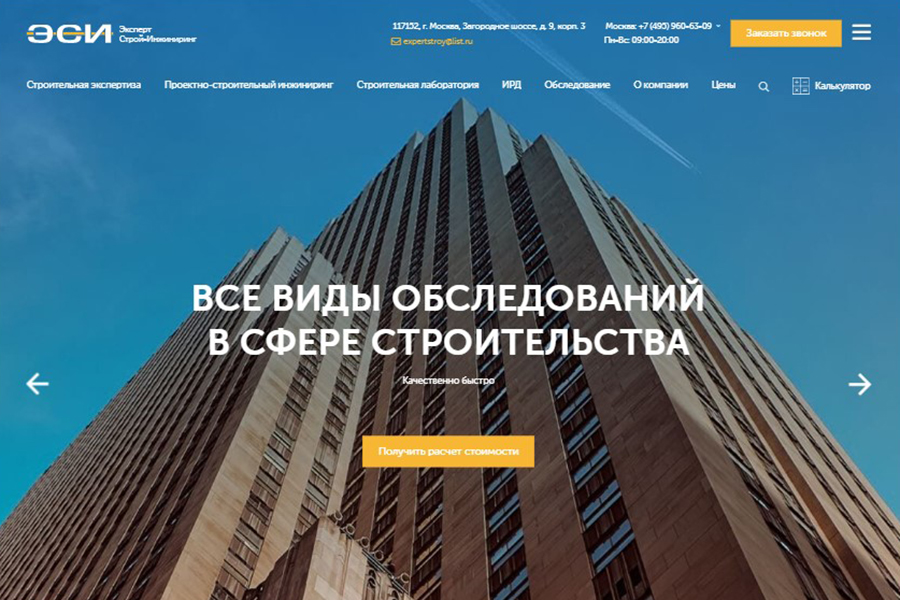 ЭСИ
Эксперт
Строй-Инжиниринг
117152, г. Москва, Загородное шоссе, д. 9, корп. 3
expertstroy@list.ru
Москва: +7 (495) 960-63-09
Пн-Вс: 09:00-20:00
Заказать звонок
Строительная экспертиза
Проектно-строительный инжиниринг
Строительная лаборатория
ИРД
Обследование
О компании
Цены
Калькулятор
ВСЕ ВИДЫ ОБСЛЕДОВАНИЙ
В СФЕРЕ СТРОИТЕЛЬСТВА
Качественно быстро
Получить расчет стоимости